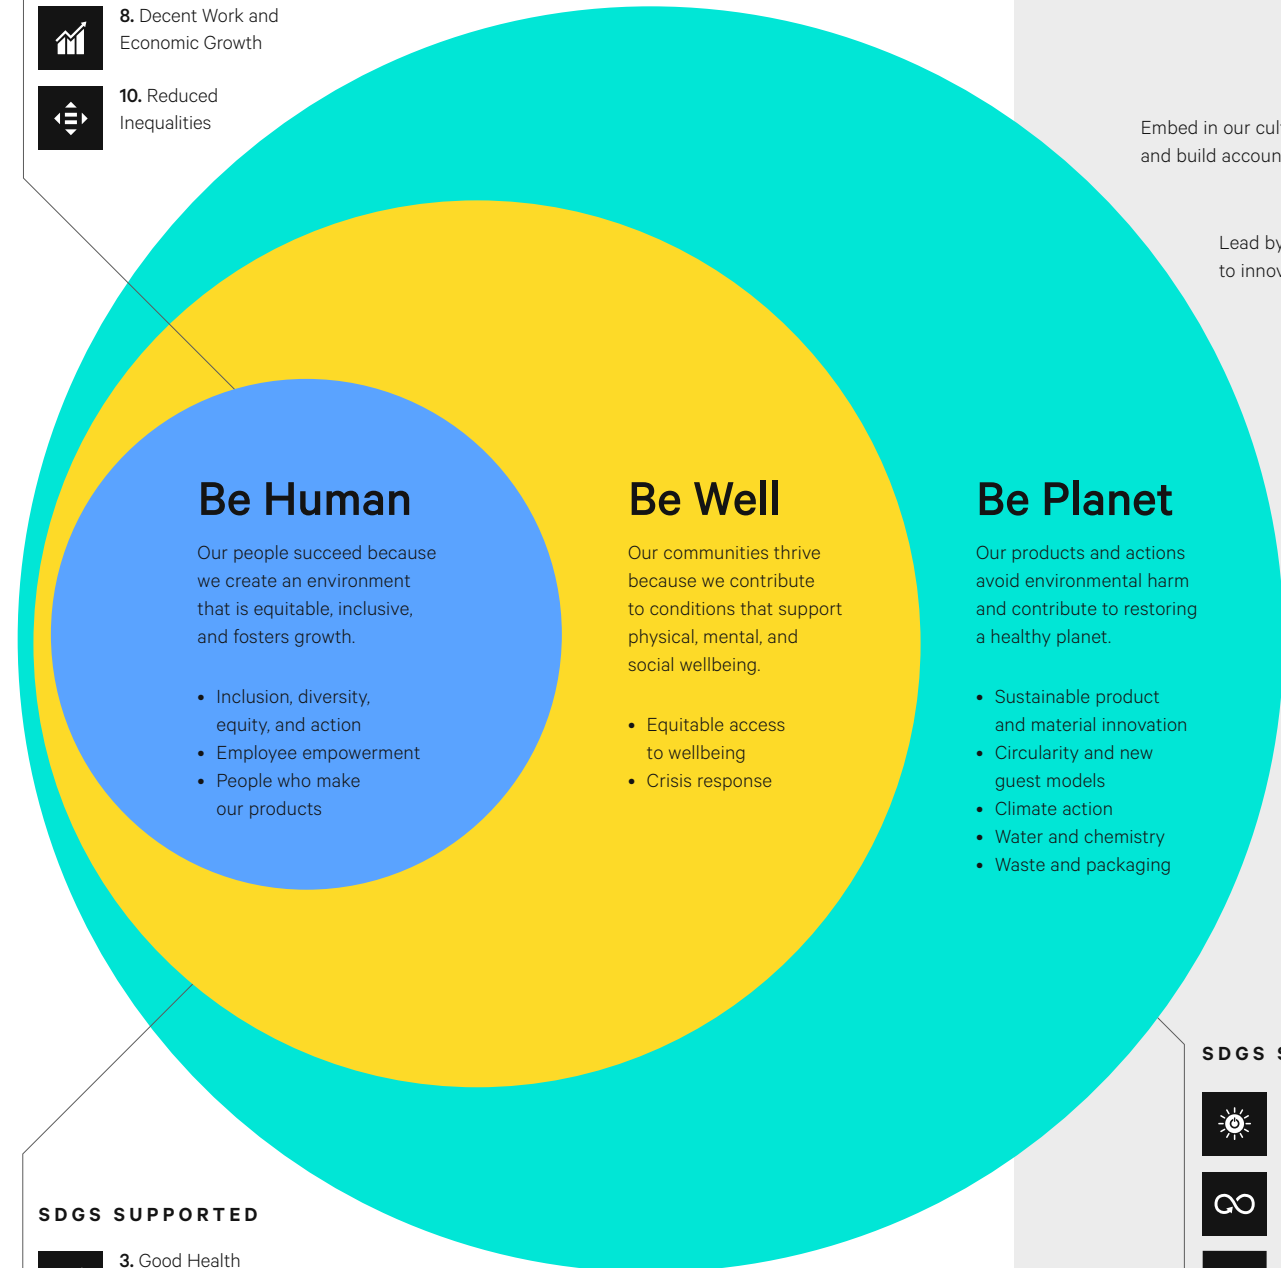 8. Decent Work and
Economic Growth
10. Reduced
Inequalities
Embed in our
and build
Lead by
to
Be Human
Our people succeed because
we create an environment
that is equitable, inclusive,
and fosters growth.
• Inclusion, diversity,
equity, and action
• Employee empowerment
• People who make
our products
Be Well
Our communities thrive
because we contribute
to conditions that support
physical, mental, and
social wellbeing.
• Equitable access
to wellbeing
• Crisis response
Be Planet
Our products and actions
avoid environmental harm
and contribute to restoring
a healthy planet.
• Sustainable product
and material innovation
• Circularity and new
guest models
• Climate action
• Water and chemistry
• Waste and packaging
SDGS
SDGS SUPPORTED
3. Good Health